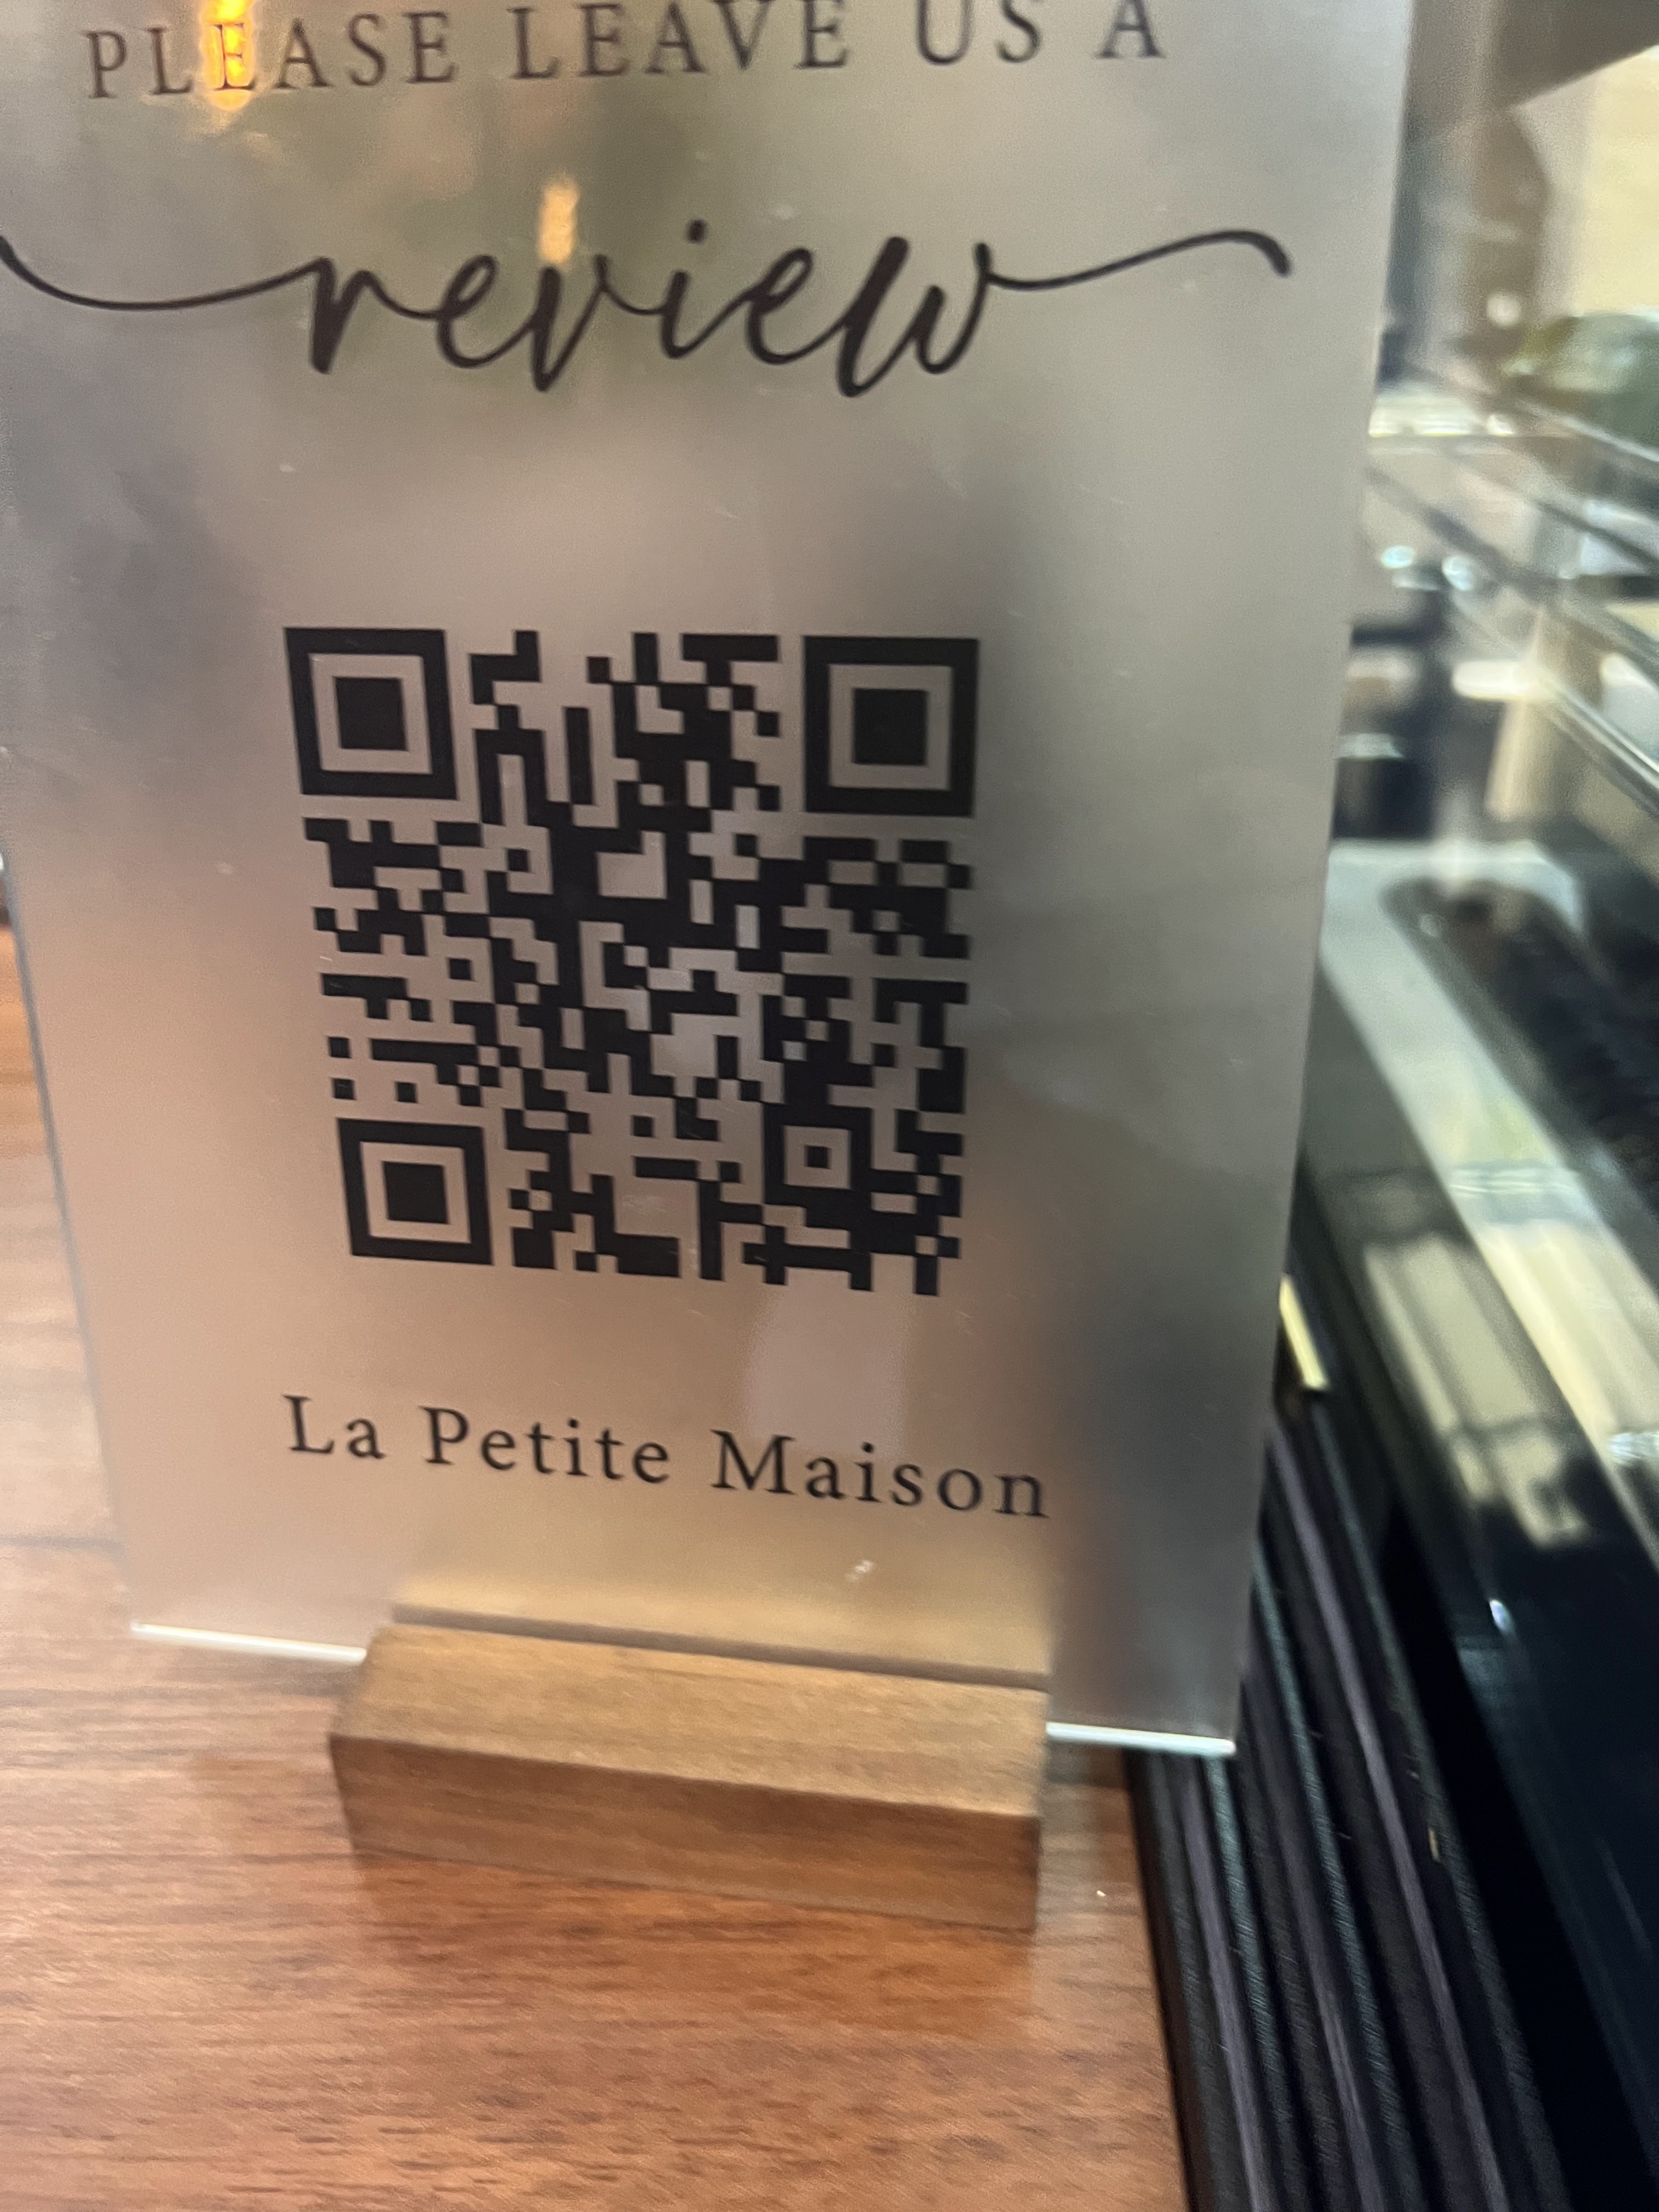 PLEASE LEAVE US A
review
La Petite Maison